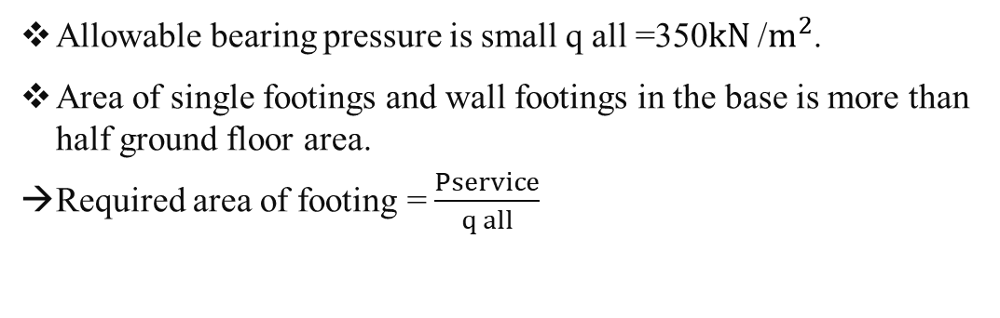 ❖ Allowable bearing pressure is small q all =350kN /m².
❖ Area of single footings and wall footings in the base is more than
half ground floor area.
→Required area of footing = Pservice / q all